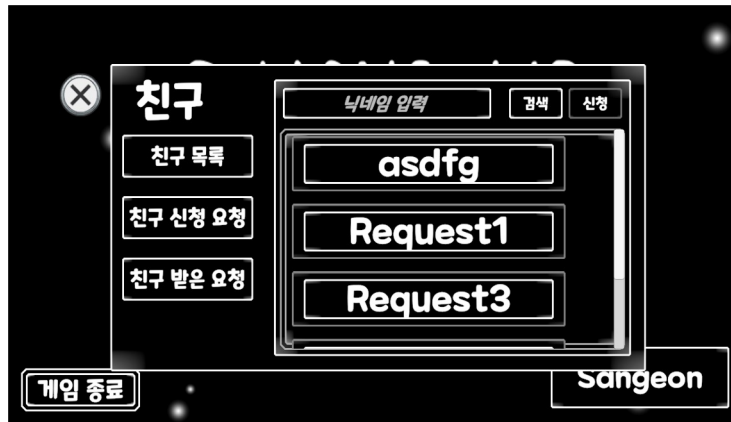 친구
닉네임 입력
검색
신청
친구 목록
친구 신청 요청
친구 받은 요청
asdfg
Request1
Request3
게임 종료
Sangeon